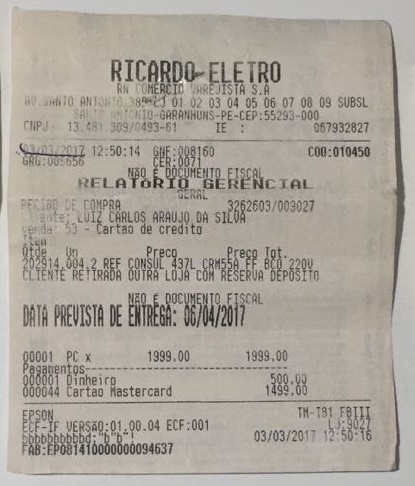 RICARDO ELETRO
RN COMERCIO VAREJISTA S.A
AV.SANTO ANTONIO 389 LJ 01 02 03 04 05 06 07 08 09 SUBSL
SANTO ANTONIO-GARANHUNS-PE-CEP:55293-000
CNPJ 13.481.309/0493-61 IE : 067932827
03/03/2017 12:50:14 GNF:008160 COO:010450
GRG:005656 CER:0071
NÃO É DOCUMENTO FISCAL
RELATÓRIO GERENCIAL
GERAL
PEDIDO DE COMPRA 3262603/009027
LUIZ CARLOS ARAUJO DA SILVA
53 - Cartao de credito
Item
Qtde Un Preco Preco Tot.
202914.004.2 REF CONSUL 437L CRM55A FF BCO 220V
CLIENTE RETIRADA OUTRA LOJA COM RESERVA DEPOSITO
NÃO É DOCUMENTO FISCAL
DATA PREVISTA DE ENTREGA: 06/04/2017
00001 PC x 1999,00 1999,00
Pagamentos
000001 Dinheiro 500,00
000044 Cartao Mastercard 1499,00
EPSON TM-T81 FBIII
ECF-IF VERSÃO:01.00.04 ECF:001 LJ:9027
03/03/2017 12:50:16
FAB:EP081410000000094637